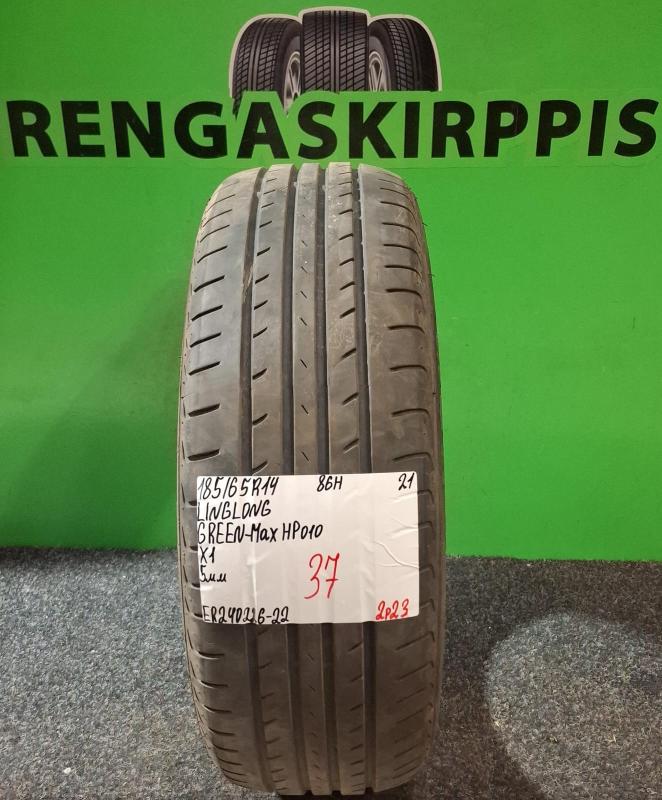 RENGASKIRPPIS
185/65R14 86H 21
LINGLONG
GREEN-Max HP010
X1
5мм 37
ER240226-22 2P23